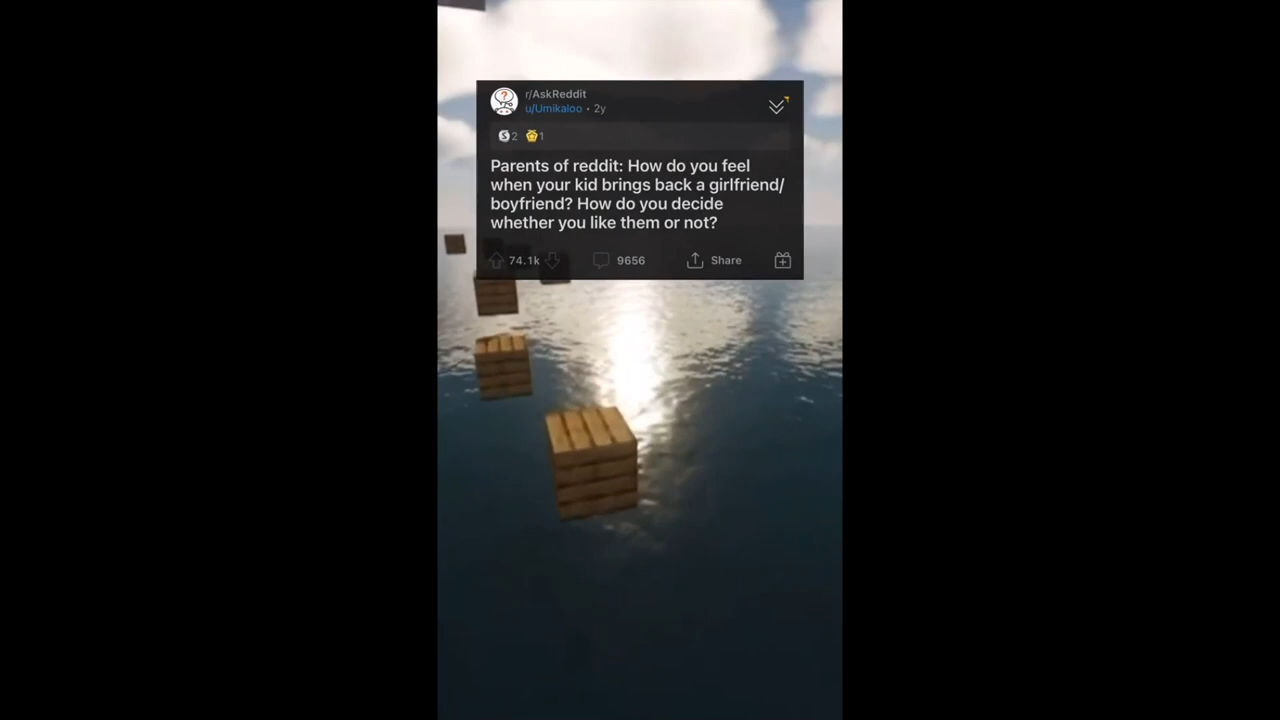 r/AskReddit
u/Umikaloo • 2y
2 1
Parents of reddit: How do you feel
when your kid brings back a girlfriend/
boyfriend? How do you decide
whether you like them or not?
74.1k 9656 Share